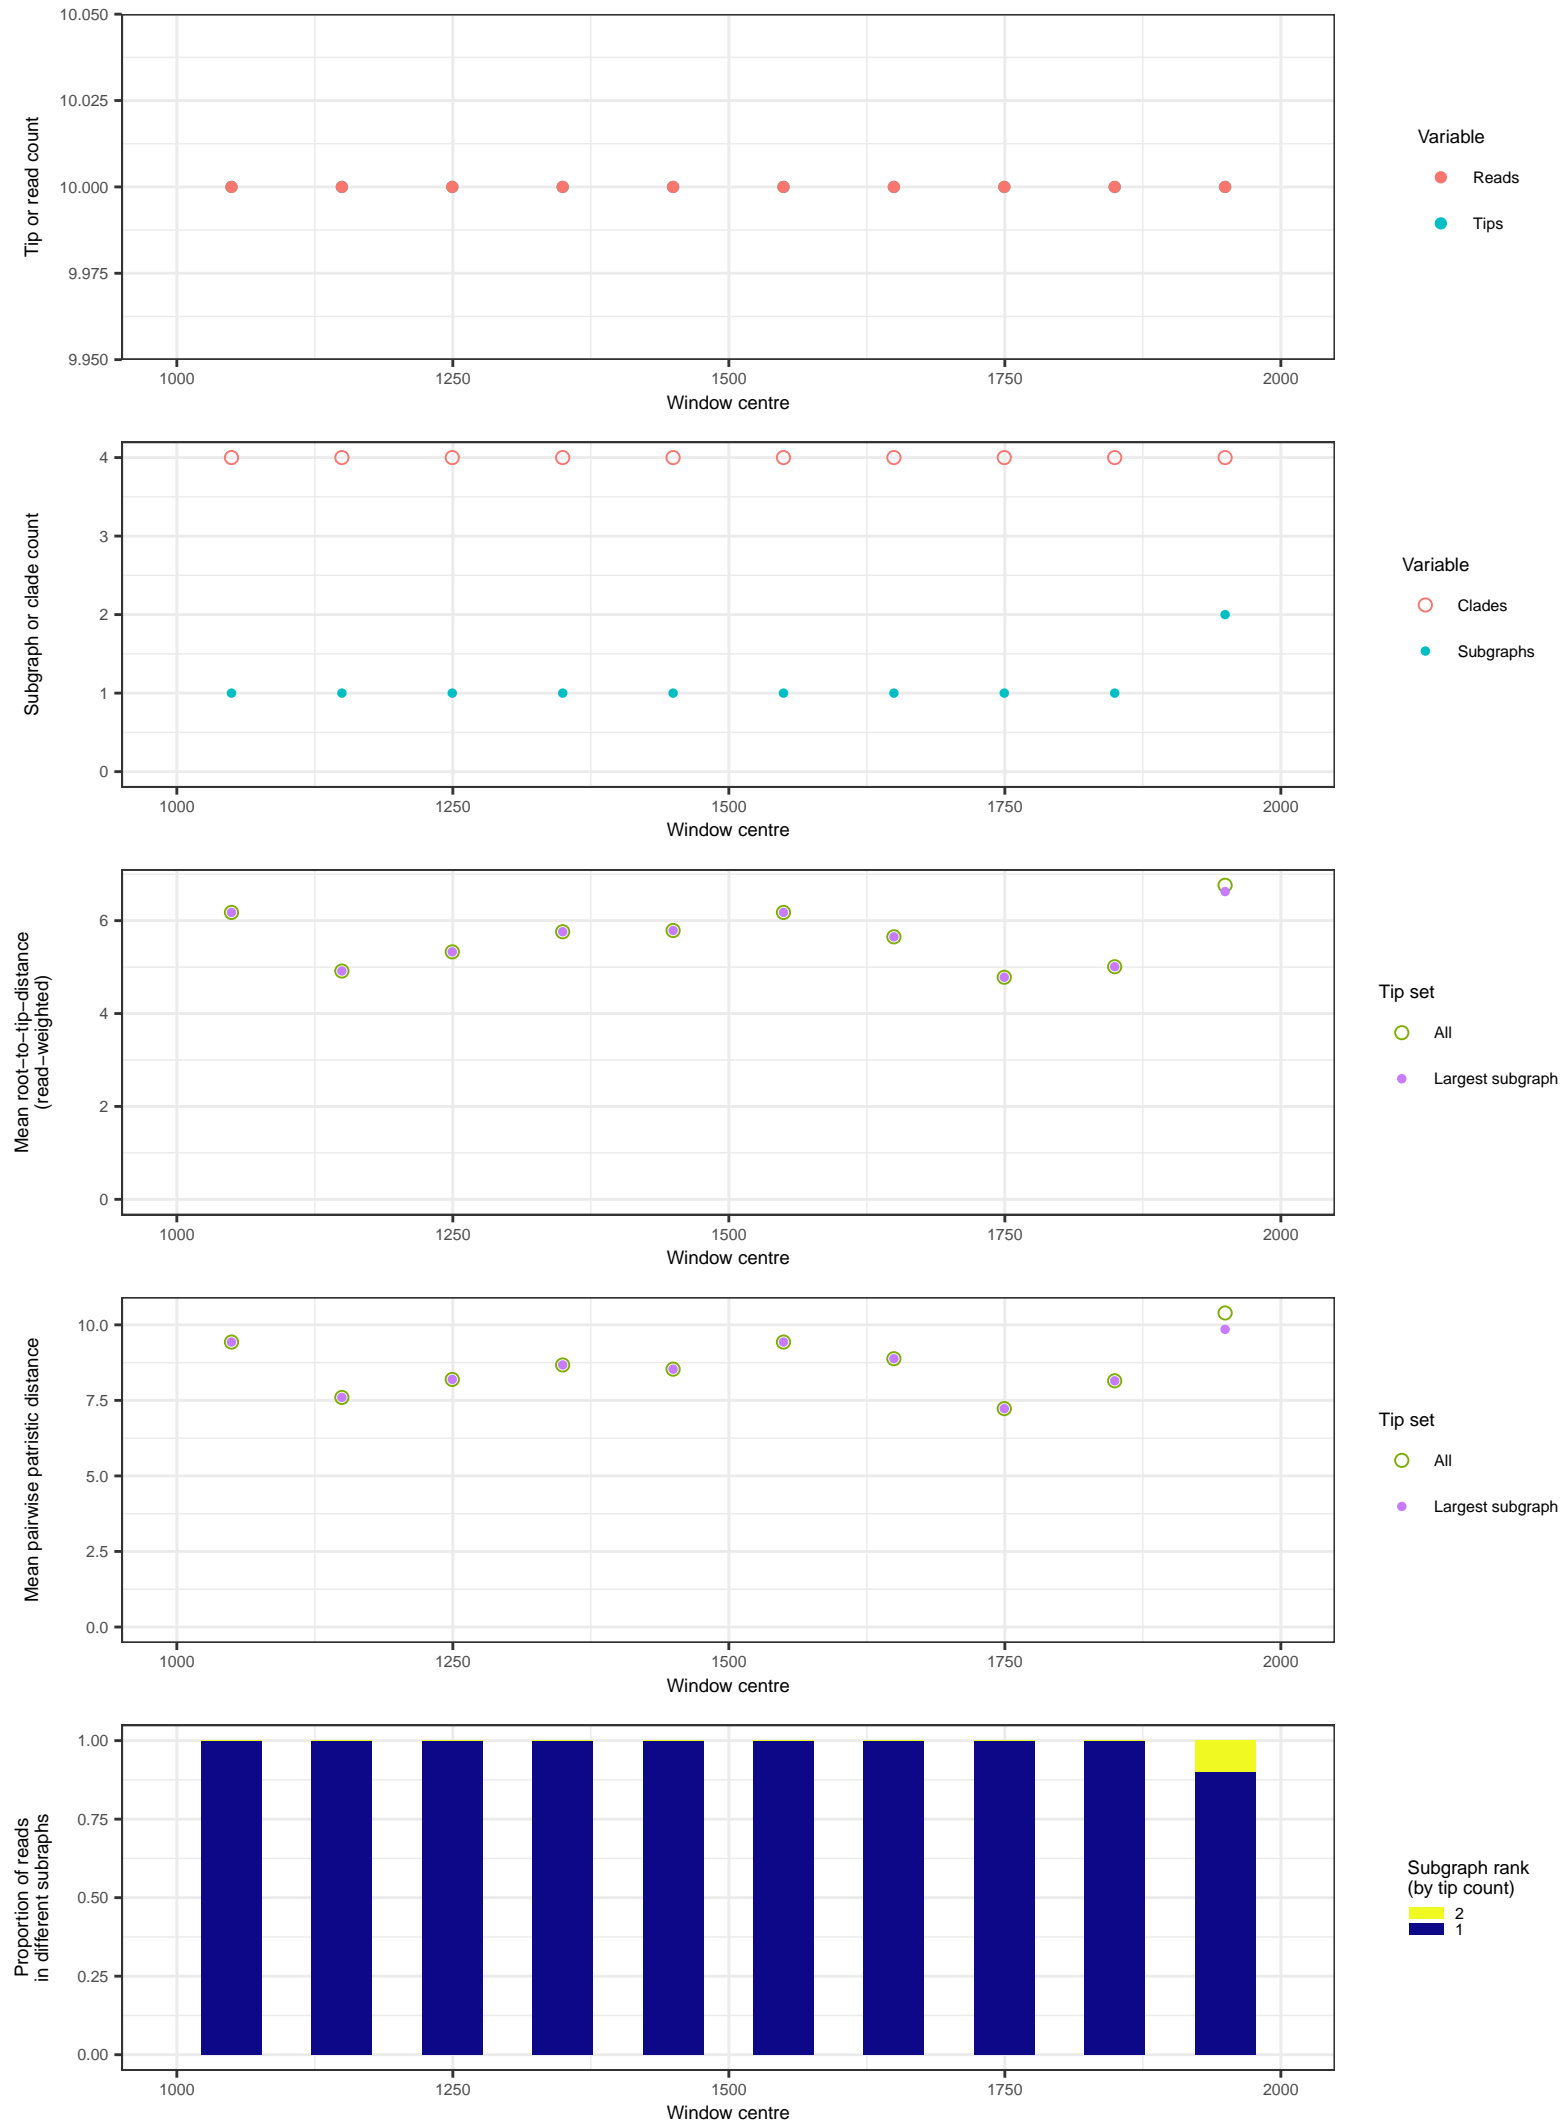 10.050
10.025
10.000
9.975
9.950
Tip or read count
1000 1250 1500 1750 2000
Window centre
Variable
Reads
Tips
4
3
2
1
0
Subgraph or clade count
1000 1250 1500 1750 2000
Window centre
Variable
Clades
Subgraphs
6
4
2
0
Mean root−to−tip−distance
(read−weighted)
1000 1250 1500 1750 2000
Window centre
Tip set
All
Largest subgraph
10.0
7.5
5.0
2.5
0.0
Mean pairwise patristic distance
1000 1250 1500 1750 2000
Window centre
Tip set
All
Largest subgraph
1.00
0.75
0.50
0.25
0.00
Proportion of reads
in different subraphs
1000 1250 1500 1750 2000
Window centre
Subgraph rank
(by tip count)
2
1